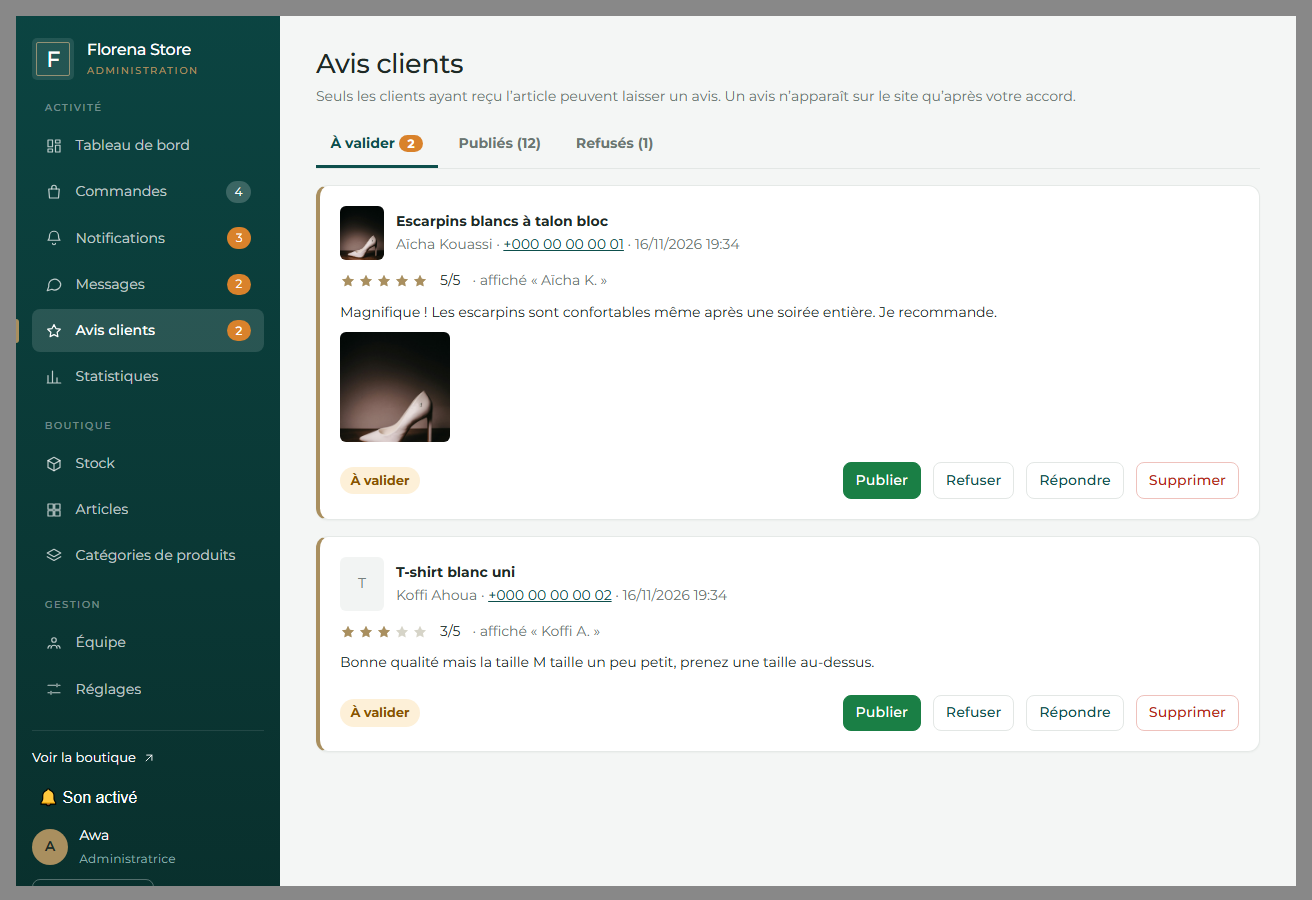 F
Florena Store
ADMINISTRATION
ACTIVITÉ
Tableau de bord
Commandes 4
Notifications 3
Messages 2
Avis clients 2
Statistiques
BOUTIQUE
Stock
Articles
Catégories de produits
GESTION
Équipe
Réglages
Voir la boutique ↗
🔔 Son activé
A
Awa
Administratrice
Avis clients
Seuls les clients ayant reçu l’article peuvent laisser un avis. Un avis n’apparaît sur le site qu’après votre accord.
À valider 2 Publiés (12) Refusés (1)
Escarpins blancs à talon bloc
Aïcha Kouassi · +000 00 00 00 01 · 16/11/2026 19:34
★★★★★ 5/5 · affiché « Aïcha K. »
Magnifique ! Les escarpins sont confortables même après une soirée entière. Je recommande.
À valider Publier Refuser Répondre Supprimer
T
T-shirt blanc uni
Koffi Ahoua · +000 00 00 00 02 · 16/11/2026 19:34
★★★★★ 3/5 · affiché « Koffi A. »
Bonne qualité mais la taille M taille un peu petit, prenez une taille au-dessus.
À valider Publier Refuser Répondre Supprimer